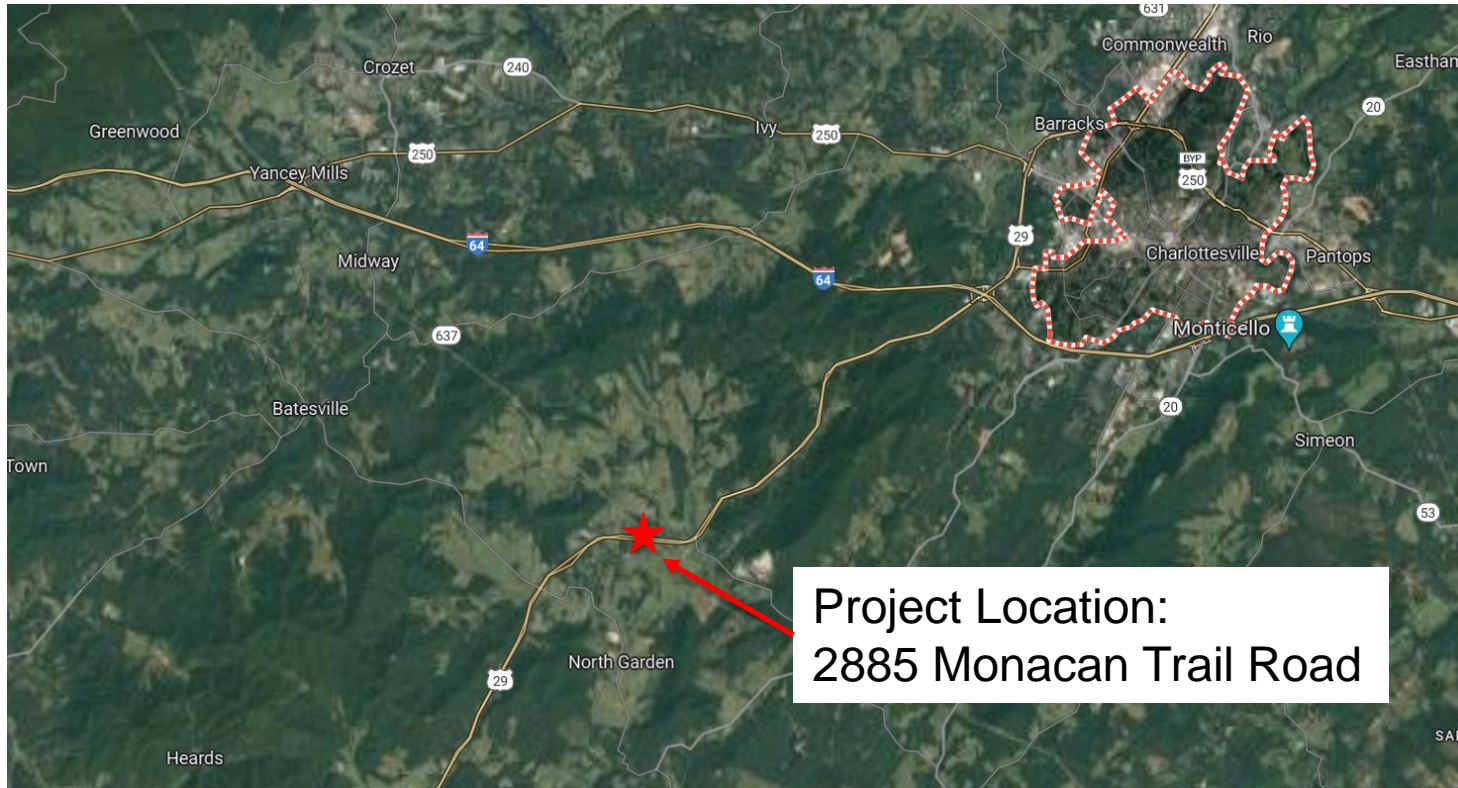 631
Commonwealth
Rio
Eastham
Crozet
240
20
Greenwood
Ivy
250
Barracks
250
Yancey Mills
BYP
250
29
64
Midway
Charlottesville
Pantops
64
Monticello
637
Batesville
20
Simeon
Town
53
Project Location:
2885 Monacan Trail Road
North Garden
29
SA
Heards